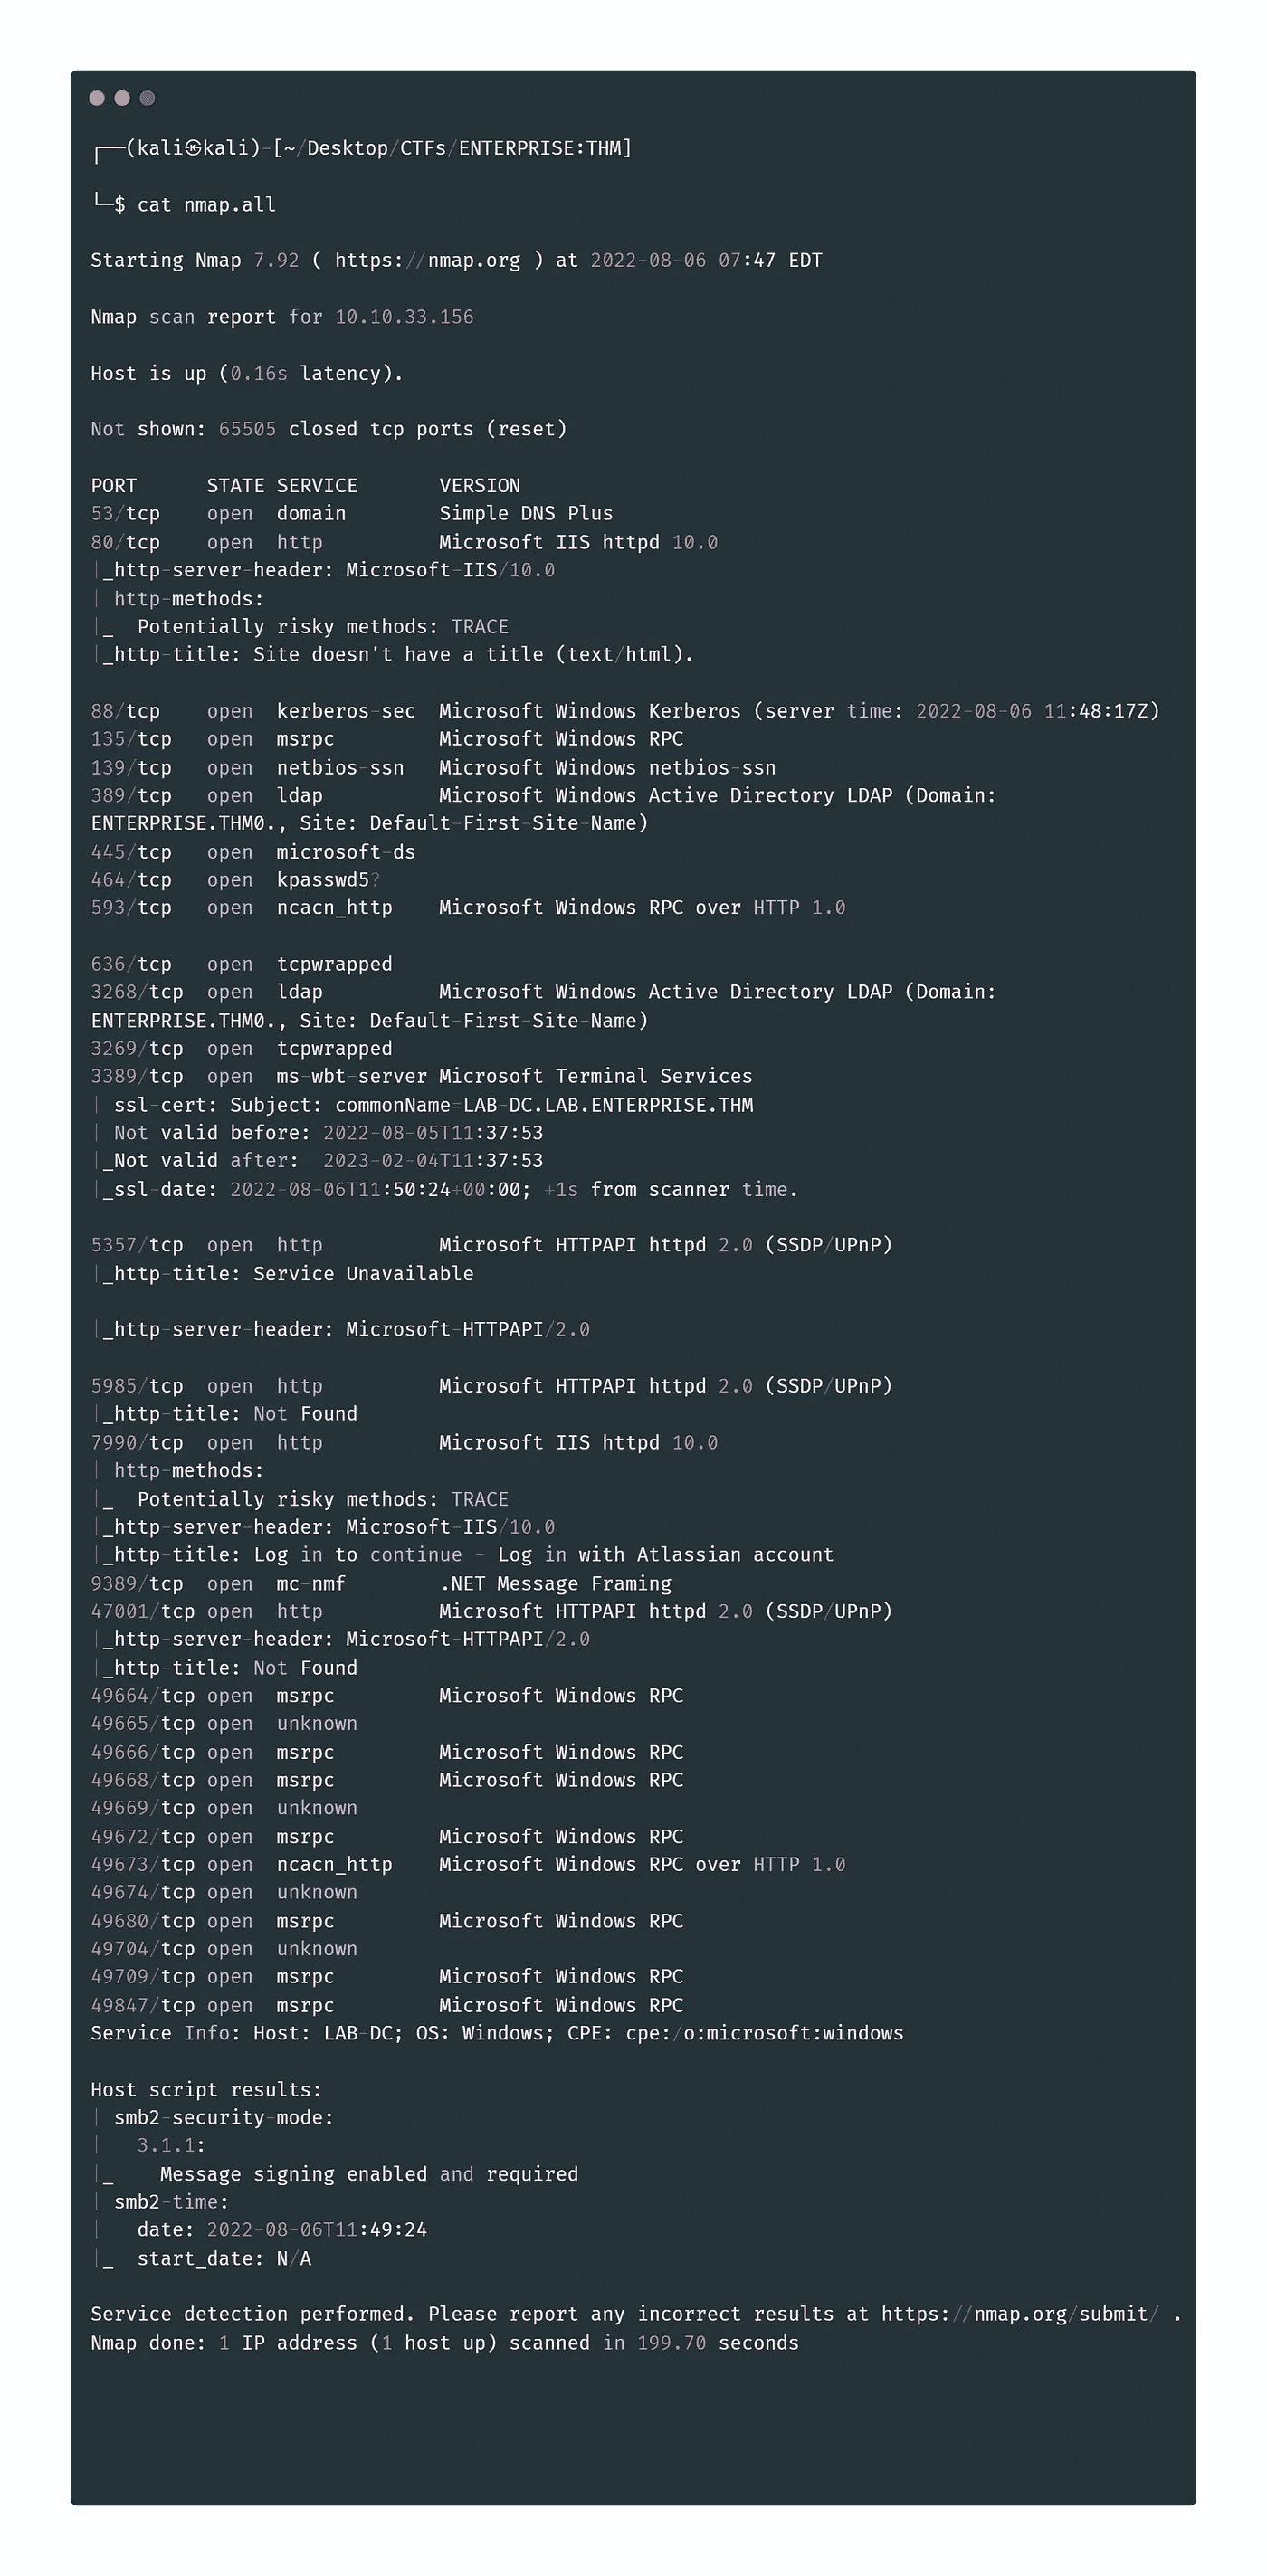 ┌──(kali㉿kali)-[~/Desktop/CTFs/ENTERPRISE:THM]
└─$ cat nmap.all
Starting Nmap 7.92 ( https://nmap.org ) at 2022-08-06 07:47 EDT
Nmap scan report for 10.10.33.156
Host is up (0.16s latency).
Not shown: 65505 closed tcp ports (reset)
PORT      STATE SERVICE       VERSION
53/tcp    open  domain        Simple DNS Plus
80/tcp    open  http          Microsoft IIS httpd 10.0
|_http-server-header: Microsoft-IIS/10.0
| http-methods:
|_  Potentially risky methods: TRACE
|_http-title: Site doesn't have a title (text/html).
88/tcp    open  kerberos-sec  Microsoft Windows Kerberos (server time: 2022-08-06 11:48:17Z)
135/tcp   open  msrpc         Microsoft Windows RPC
139/tcp   open  netbios-ssn   Microsoft Windows netbios-ssn
389/tcp   open  ldap          Microsoft Windows Active Directory LDAP (Domain:
ENTERPRISE.THM0., Site: Default-First-Site-Name)
445/tcp   open  microsoft-ds
464/tcp   open  kpasswd5?
593/tcp   open  ncacn_http    Microsoft Windows RPC over HTTP 1.0
636/tcp   open  tcpwrapped
3268/tcp  open  ldap          Microsoft Windows Active Directory LDAP (Domain:
ENTERPRISE.THM0., Site: Default-First-Site-Name)
3269/tcp  open  tcpwrapped
3389/tcp  open  ms-wbt-server Microsoft Terminal Services
| ssl-cert: Subject: commonName=LAB-DC.LAB.ENTERPRISE.THM
| Not valid before: 2022-08-05T11:37:53
|_Not valid after:  2023-02-04T11:37:53
|_ssl-date: 2022-08-06T11:50:24+00:00; +1s from scanner time.
5357/tcp  open  http          Microsoft HTTPAPI httpd 2.0 (SSDP/UPnP)
|_http-title: Service Unavailable
|_http-server-header: Microsoft-HTTPAPI/2.0
5985/tcp  open  http          Microsoft HTTPAPI httpd 2.0 (SSDP/UPnP)
|_http-title: Not Found
7990/tcp  open  http          Microsoft IIS httpd 10.0
| http-methods:
|_  Potentially risky methods: TRACE
|_http-server-header: Microsoft-IIS/10.0
|_http-title: Log in to continue - Log in with Atlassian account
9389/tcp  open  mc-nmf        .NET Message Framing
47001/tcp open  http          Microsoft HTTPAPI httpd 2.0 (SSDP/UPnP)
|_http-server-header: Microsoft-HTTPAPI/2.0
|_http-title: Not Found
49664/tcp open  msrpc         Microsoft Windows RPC
49665/tcp open  unknown
49666/tcp open  msrpc         Microsoft Windows RPC
49668/tcp open  msrpc         Microsoft Windows RPC
49669/tcp open  unknown
49672/tcp open  msrpc         Microsoft Windows RPC
49673/tcp open  ncacn_http    Microsoft Windows RPC over HTTP 1.0
49674/tcp open  unknown
49680/tcp open  msrpc         Microsoft Windows RPC
49704/tcp open  unknown
49709/tcp open  msrpc         Microsoft Windows RPC
49847/tcp open  msrpc         Microsoft Windows RPC
Service Info: Host: LAB-DC; OS: Windows; CPE: cpe:/o:microsoft:windows
Host script results:
| smb2-security-mode:
|   3.1.1:
|_    Message signing enabled and required
| smb2-time:
|   date: 2022-08-06T11:49:24
|_  start_date: N/A
Service detection performed. Please report any incorrect results at https://nmap.org/submit/ .
Nmap done: 1 IP address (1 host up) scanned in 199.70 seconds